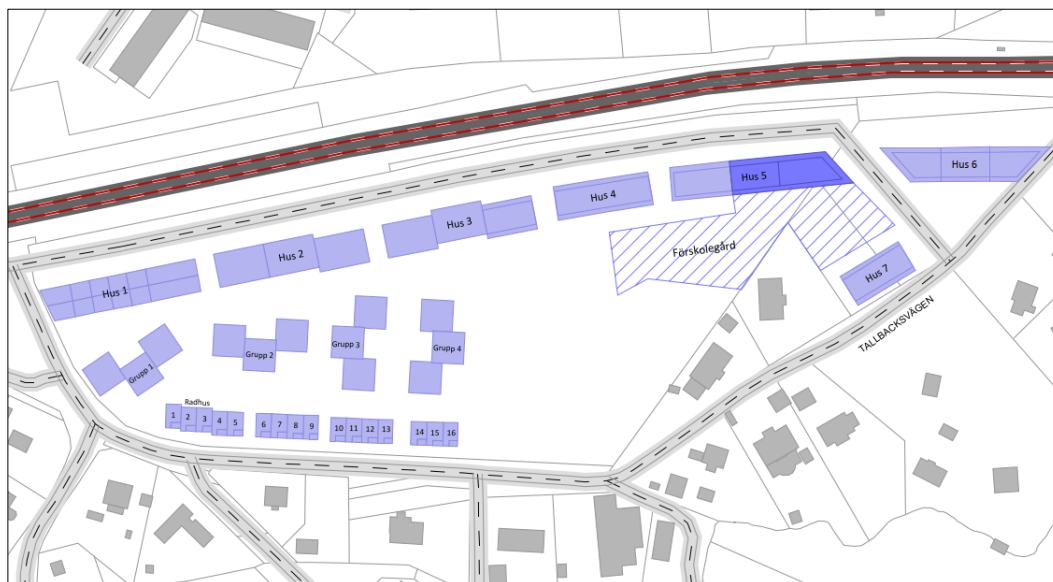 Hus 6
Hus 5
Hus 4
Hus 3
Hus 2
Hus 1
Förskolegård
Hus 7
TALLBACKSVÄGEN
Grupp 1
Grupp 2
Grupp 3
Grupp 4
Radhus
1 2 3 4 5 6 7 8 9 10 11 12 13 14 15 16